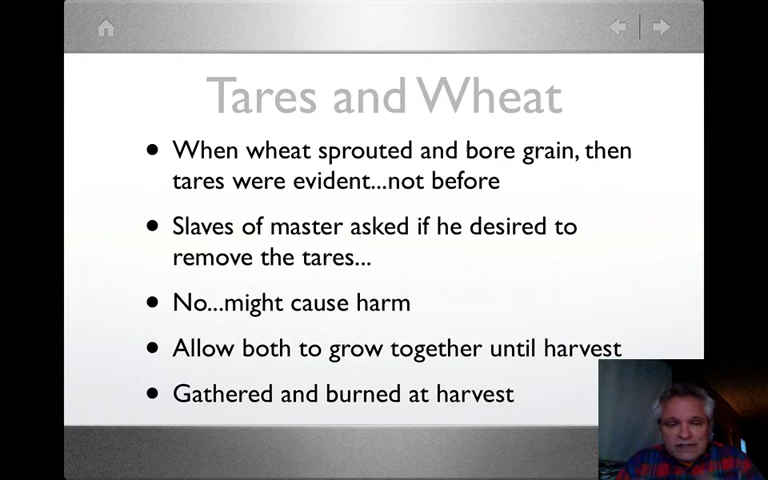 Tares and Wheat
• When wheat sprouted and bore grain, then
tares were evident...not before
• Slaves of master asked if he desired to
remove the tares...
• No...might cause harm
• Allow both to grow together until harvest
• Gathered and burned at harvest